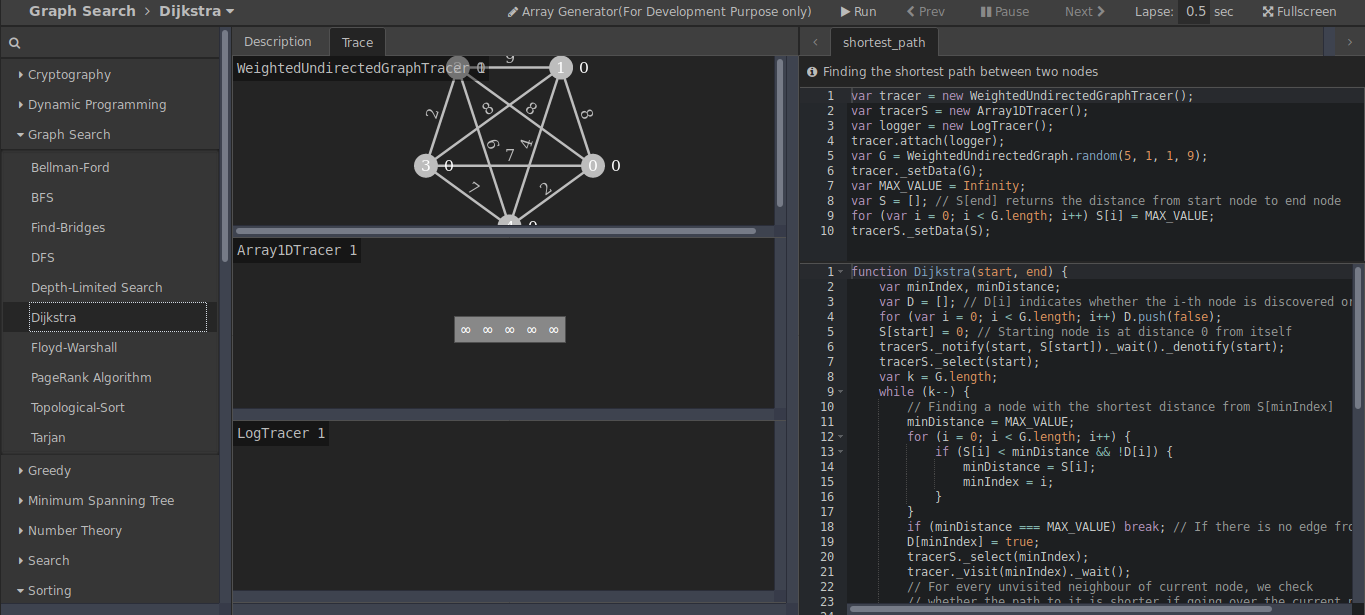 Graph Search > Dijkstra
Array Generator(For Development Purpose only)
Run
Prev
Pause
Next
Lapse: 0.5 sec
Fullscreen
Cryptography
Dynamic Programming
Graph Search
Bellman-Ford
BFS
Find-Bridges
DFS
Depth-Limited Search
Dijkstra
Floyd-Warshall
PageRank Algorithm
Topological-Sort
Tarjan
Greedy
Minimum Spanning Tree
Number Theory
Search
Sorting
Description
Trace
WeightedUndirectedGraphTracer 1
9
1 0
2
8
8
8
6
4
3 0
7
0 0
7
2
Array1DTracer 1
∞ ∞ ∞ ∞ ∞
LogTracer 1
shortest_path
Finding the shortest path between two nodes
1 var tracer = new WeightedUndirectedGraphTracer();
2 var tracerS = new Array1DTracer();
3 var logger = new LogTracer();
4 tracer.attach(logger);
5 var G = WeightedUndirectedGraph.random(5, 1, 1, 9);
6 tracer._setData(G);
7 var MAX_VALUE = Infinity;
8 var S = []; // S[end] returns the distance from start node to end node
9 for (var i = 0; i < G.length; i++) S[i] = MAX_VALUE;
10 tracerS._setData(S);
1 function Dijkstra(start, end) {
2 var minIndex, minDistance;
3 var D = []; // D[i] indicates whether the i-th node is discovered or
4 for (var i = 0; i < G.length; i++) D.push(false);
5 S[start] = 0; // Starting node is at distance 0 from itself
6 tracerS._notify(start, S[start])._wait()._denotify(start);
7 tracerS._select(start);
8 var k = G.length;
9 while (k--) {
10 // Finding a node with the shortest distance from S[minIndex]
11 minDistance = MAX_VALUE;
12 for (i = 0; i < G.length; i++) {
13 if (S[i] < minDistance && !D[i]) {
14 minDistance = S[i];
15 minIndex = i;
16 }
17 }
18 if (minDistance === MAX_VALUE) break; // If there is no edge fro
19 D[minIndex] = true;
20 tracerS._select(minIndex);
21 tracer._visit(minIndex)._wait();
22 // For every unvisited neighbour of current node, we check
23 // whether the path to it is shorter if going over the current